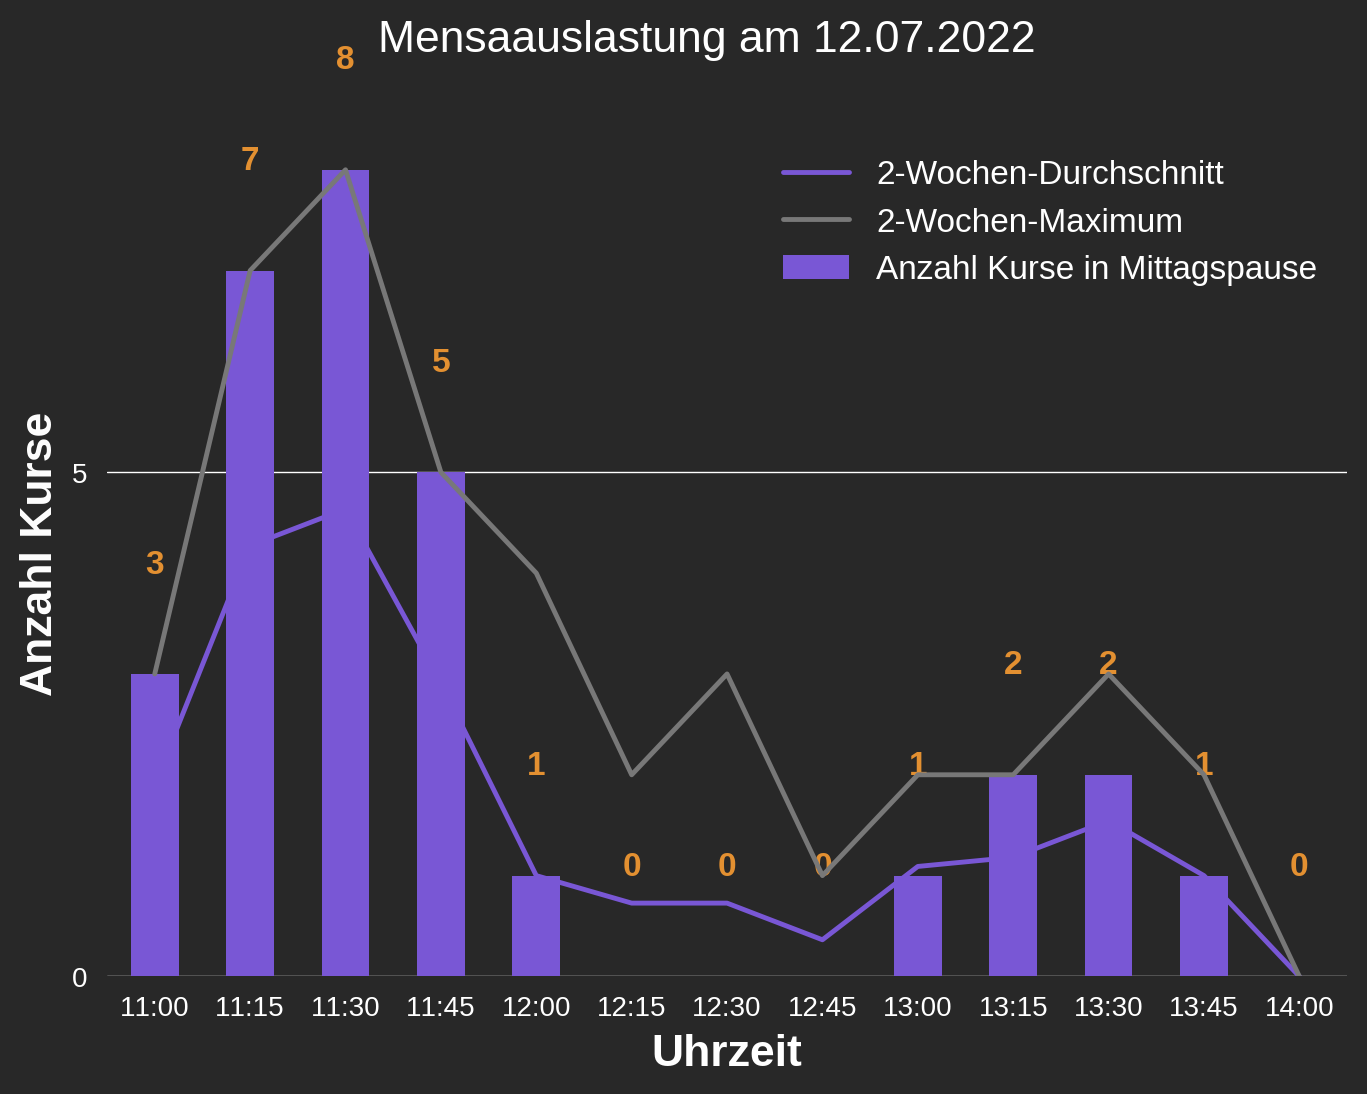 Mensaauslastung am 12.07.2022
8
7
2-Wochen-Durchschnitt
2-Wochen-Maximum
Anzahl Kurse in Mittagspause
5
Anzahl Kurse
5
3
2
2
1
1
1
0
0
0
0
0
11:00 11:15 11:30 11:45 12:00 12:15 12:30 12:45 13:00 13:15 13:30 13:45 14:00
Uhrzeit